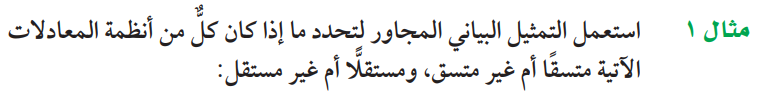 مثال ١ استعمل التمثيل البياني المجاور لتحدد ما إذا كان كلٌّ من أنظمة المعادلات
الآتية متسقًا أم غير متسق، ومستقلًّا أم غير مستقل: